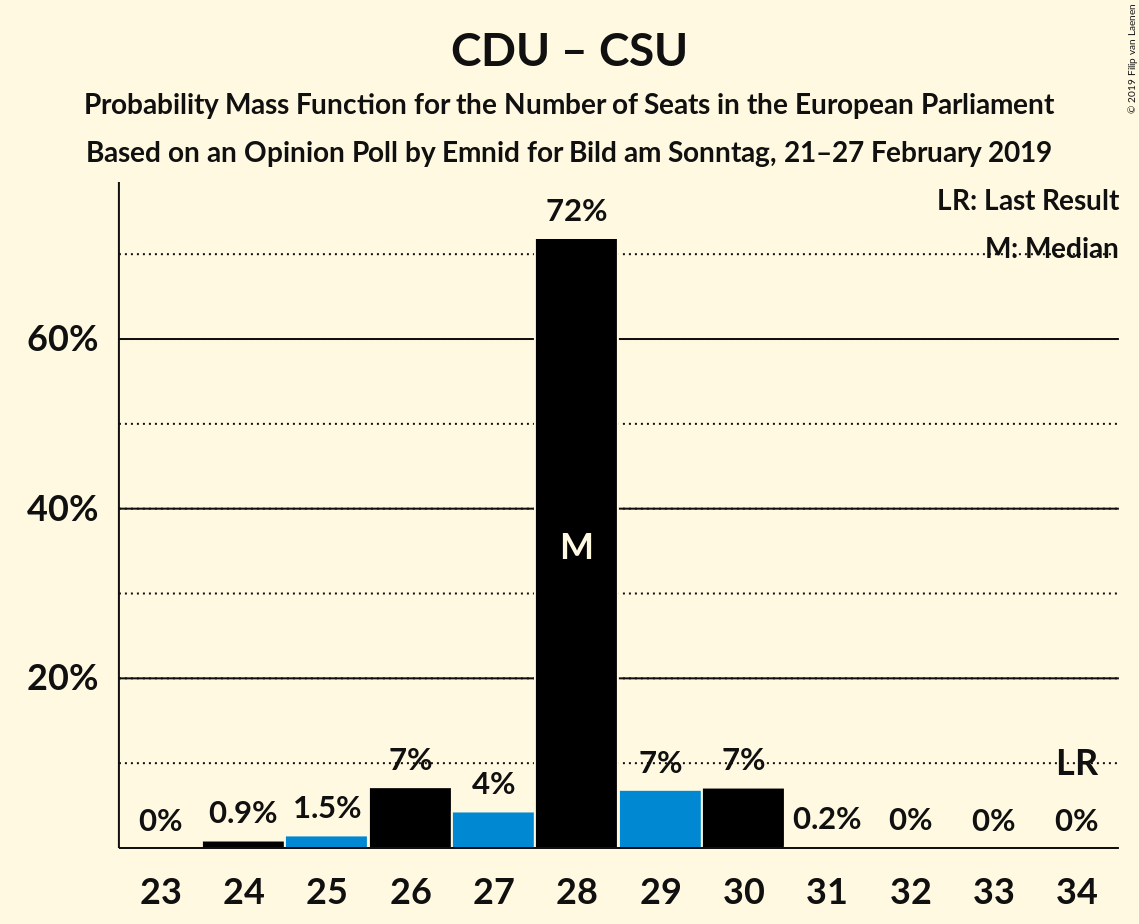 CDU – CSU
Probability Mass Function for the Number of Seats in the European Parliament
Based on an Opinion Poll by Emnid for Bild am Sonntag, 21–27 February 2019
© 2019 Filip van Laenen
LR: Last Result
M: Median
72%
60%
40%
M
20%
7%
4%
7%
7%
LR
0%
0.9%
1.5%
0.2%
0%
0%
0%
23 24 25 26 27 28 29 30 31 32 33 34